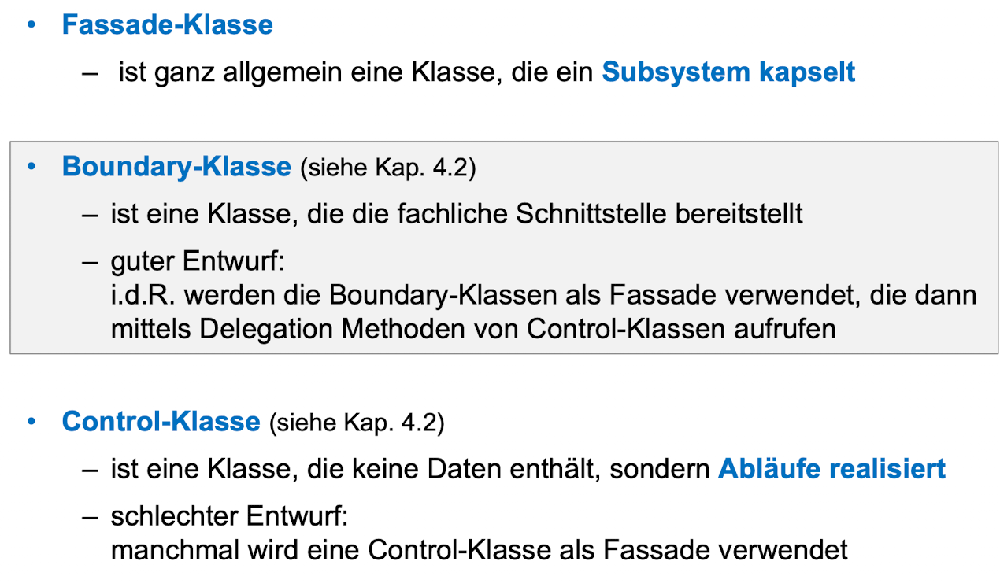 • Fassade-Klasse
– ist ganz allgemein eine Klasse, die ein Subsystem kapselt
• Boundary-Klasse (siehe Kap. 4.2)
– ist eine Klasse, die die fachliche Schnittstelle bereitstellt
– guter Entwurf:
i.d.R. werden die Boundary-Klassen als Fassade verwendet, die dann
mittels Delegation Methoden von Control-Klassen aufrufen
• Control-Klasse (siehe Kap. 4.2)
– ist eine Klasse, die keine Daten enthält, sondern Abläufe realisiert
– schlechter Entwurf:
manchmal wird eine Control-Klasse als Fassade verwendet